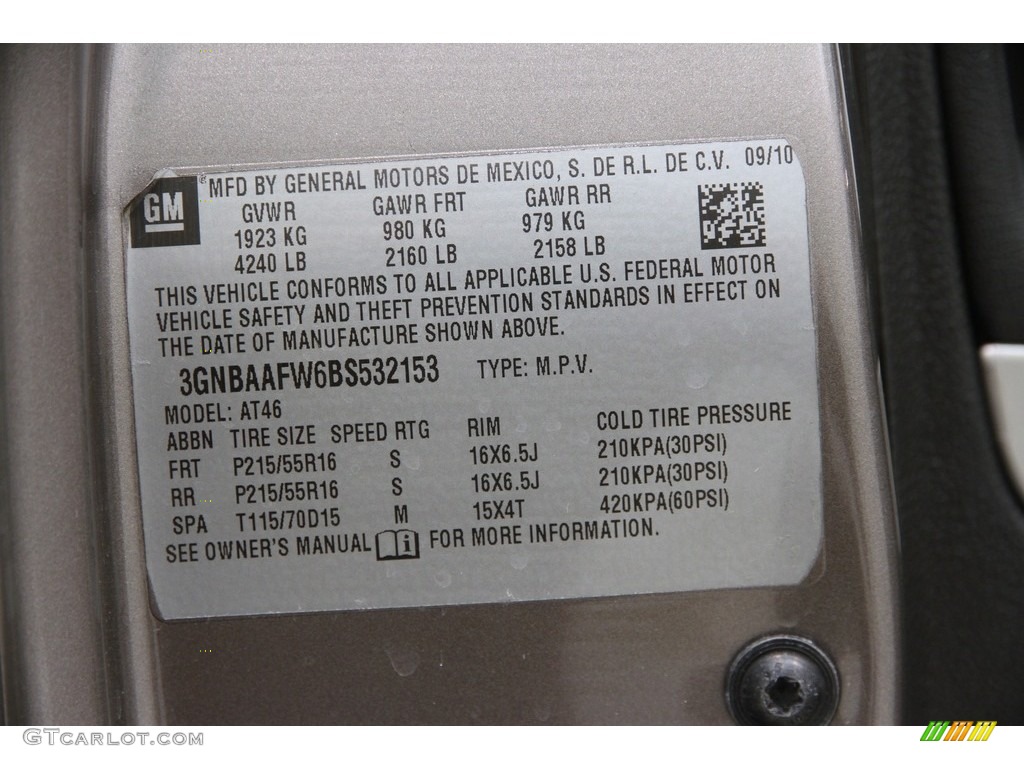 GM
® MFD BY GENERAL MOTORS DE MEXICO, S. DE R.L. DE C.V. 09/10
GVWR GAWR FRT GAWR RR
1923 KG 980 KG 979 KG
4240 LB 2160 LB 2158 LB
THIS VEHICLE CONFORMS TO ALL APPLICABLE U.S. FEDERAL MOTOR
VEHICLE SAFETY AND THEFT PREVENTION STANDARDS IN EFFECT ON
THE DATE OF MANUFACTURE SHOWN ABOVE.
3GNBAAFW6BS532153 TYPE: M.P.V.
MODEL: AT46
ABBN TIRE SIZE SPEED RTG RIM COLD TIRE PRESSURE
FRT P215/55R16 S 16X6.5J 210KPA(30PSI)
RR P215/55R16 S 16X6.5J 210KPA(30PSI)
SPA T115/70D15 M 15X4T 420KPA(60PSI)
SEE OWNER'S MANUAL FOR MORE INFORMATION.
GTCarLot.com